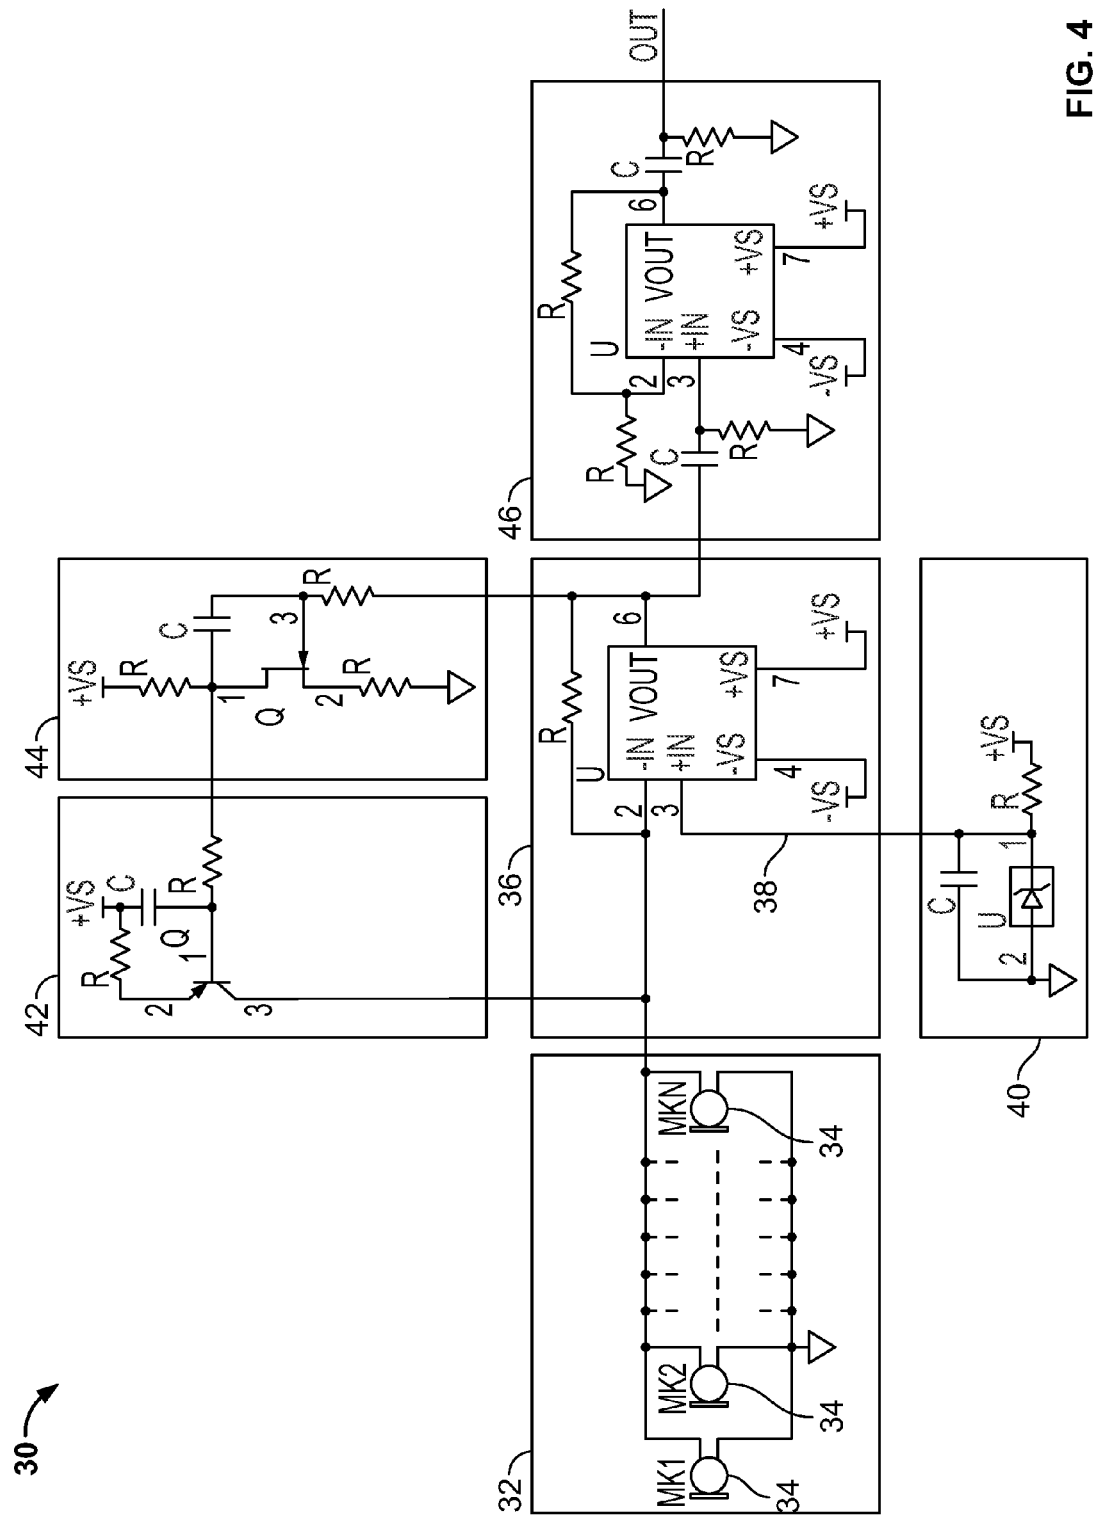 30
32
MK1
34
MK2
34
MKN
34
42
+VS
R
C
Q
1
2
3
R
44
+VS
R
C
1
Q
2
3
R
R
36
R
U
2
3
-IN
+IN
VOUT
6
-VS
+VS
4
7
-VS
+VS
38
40
C
U
2
1
R
+VS
46
R
R
C
R
U
2
3
-IN
+IN
VOUT
6
-VS
+VS
4
7
-VS
+VS
C
R
OUT
FIG. 4